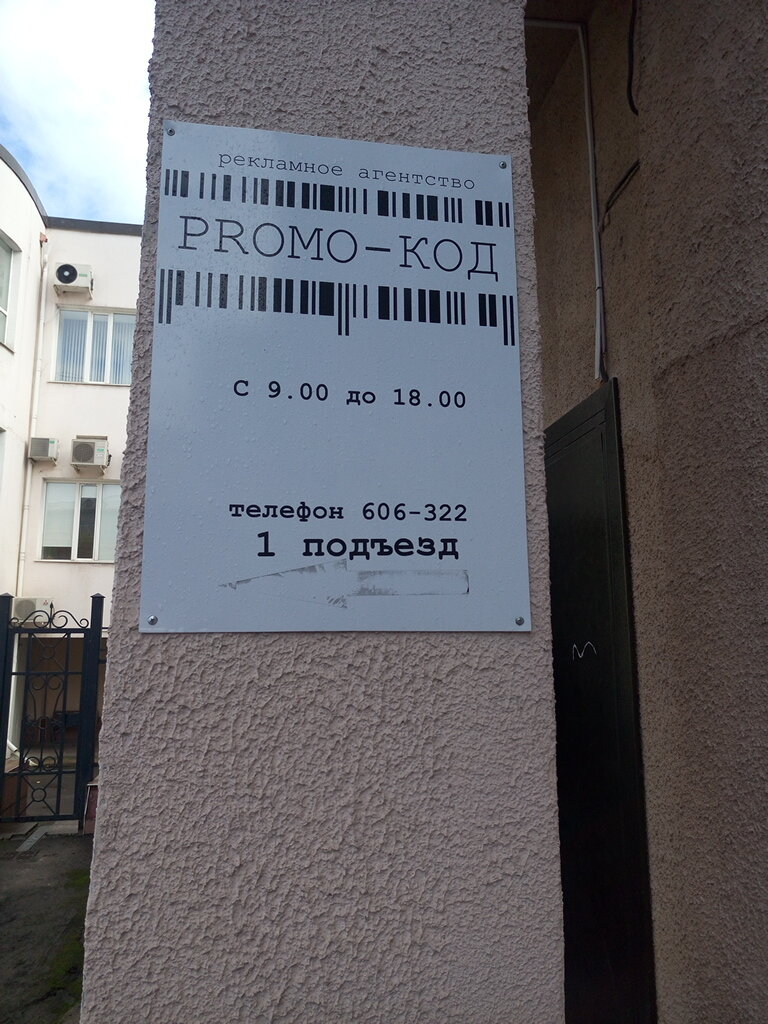 рекламное агентство
PROMO-КОД
С 9.00 до 18.00
телефон 606-322
1 подъезд